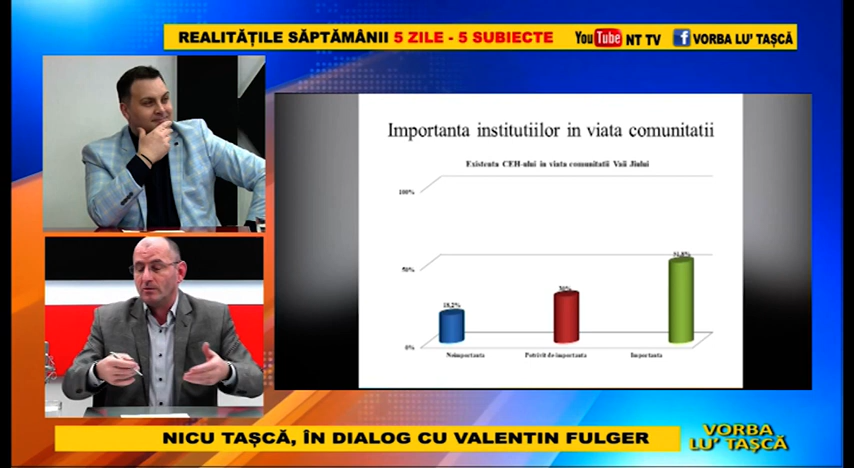 REALITĂȚILE SĂPTĂMÂNII 5 ZILE - 5 SUBIECTE YouTube NT TV f VORBA LU' TAȘCĂ
Importanta institutiilor in viata comunitatii
Existenta CEH-ului in viata comunitatii Vaii Jiului
100%
50%
0%
15,2%
30%
54,8%
Neimportanta
Potrivit de importanta
Importanta
NICU TAȘCĂ, ÎN DIALOG CU VALENTIN FULGER
VORBA
LU' TAȘCĂ